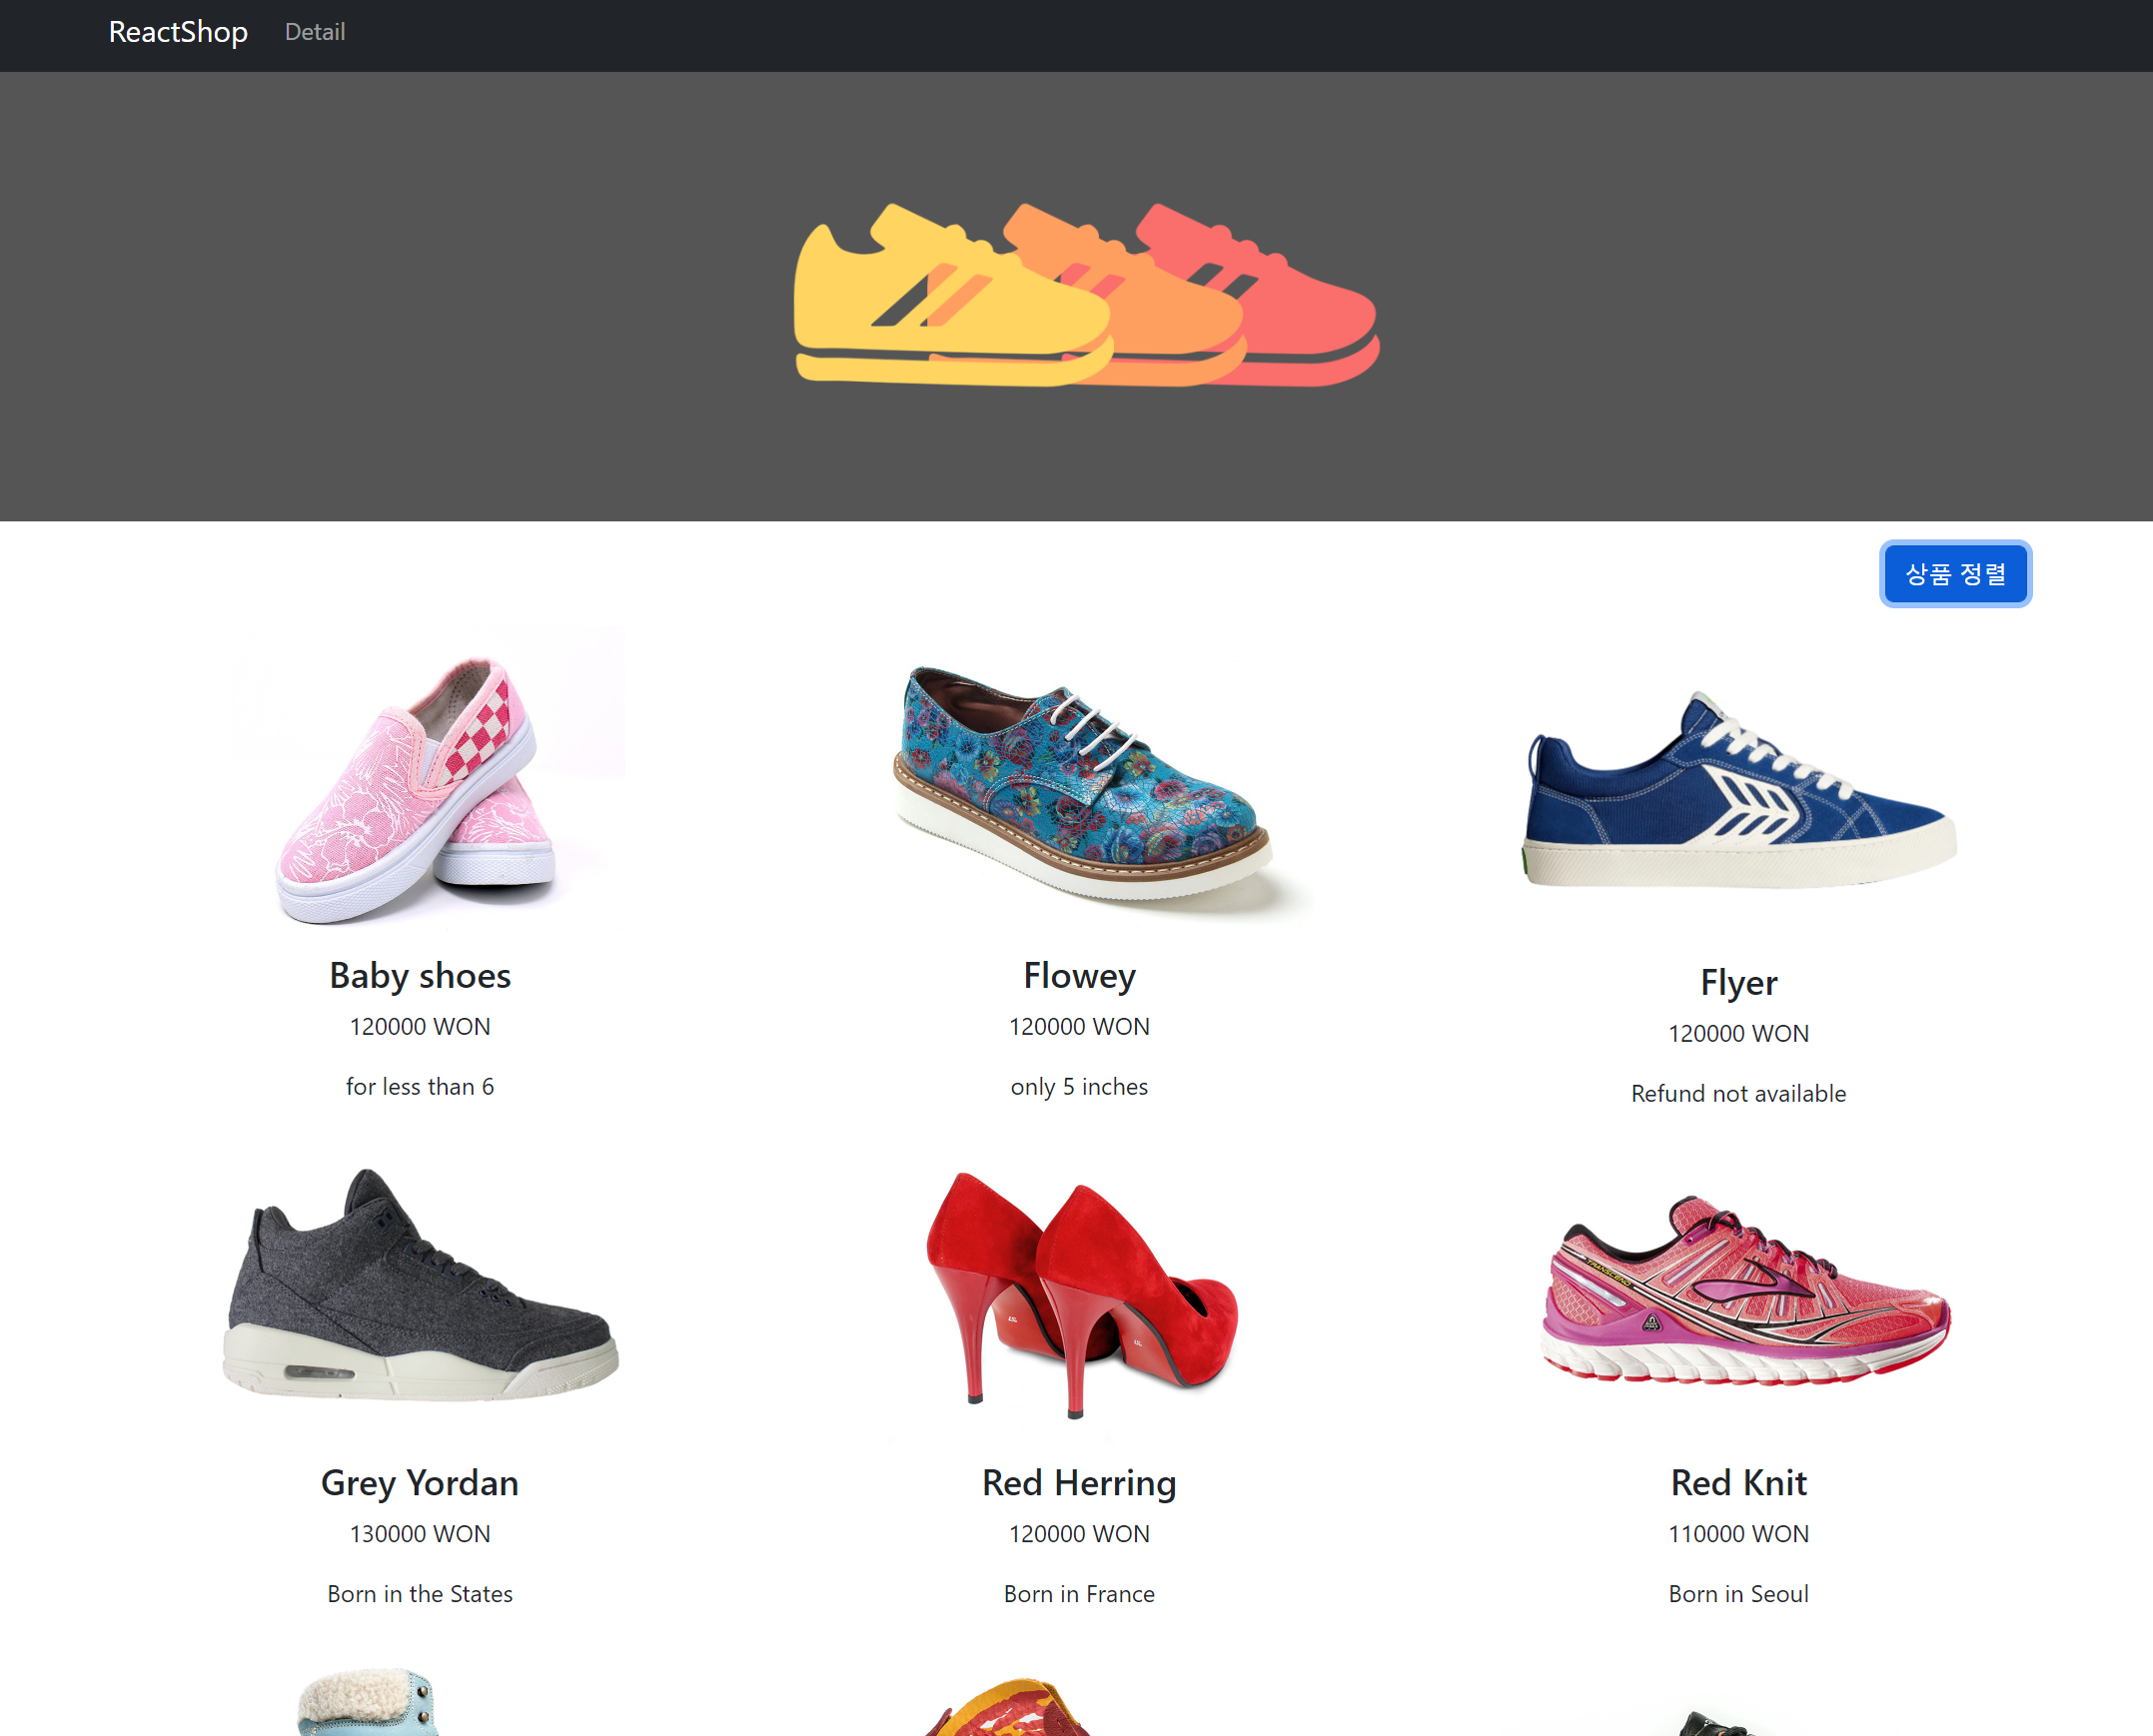 ReactShop Detail
상품 정렬
Baby shoes
120000 WON
for less than 6
Flowey
120000 WON
only 5 inches
Flyer
120000 WON
Refund not available
Grey Yordan
130000 WON
Born in the States
Red Herring
120000 WON
Born in France
Red Knit
110000 WON
Born in Seoul
TRANSCEND